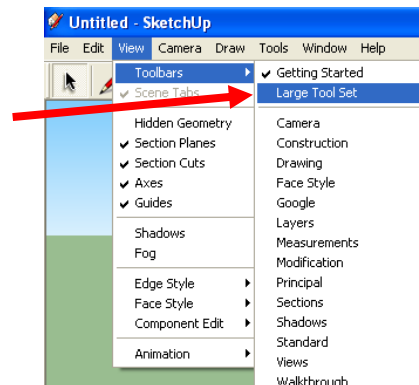 Untitled - SketchUp
File Edit View Camera Draw Tools Window Help
Toolbars
Scene Tabs
Hidden Geometry
Section Planes
Section Cuts
Axes
Guides
Shadows
Fog
Edge Style
Face Style
Component Edit
Animation
Getting Started
Large Tool Set
Camera
Construction
Drawing
Face Style
Google
Layers
Measurements
Modification
Principal
Sections
Shadows
Standard
Views
Walkthrough